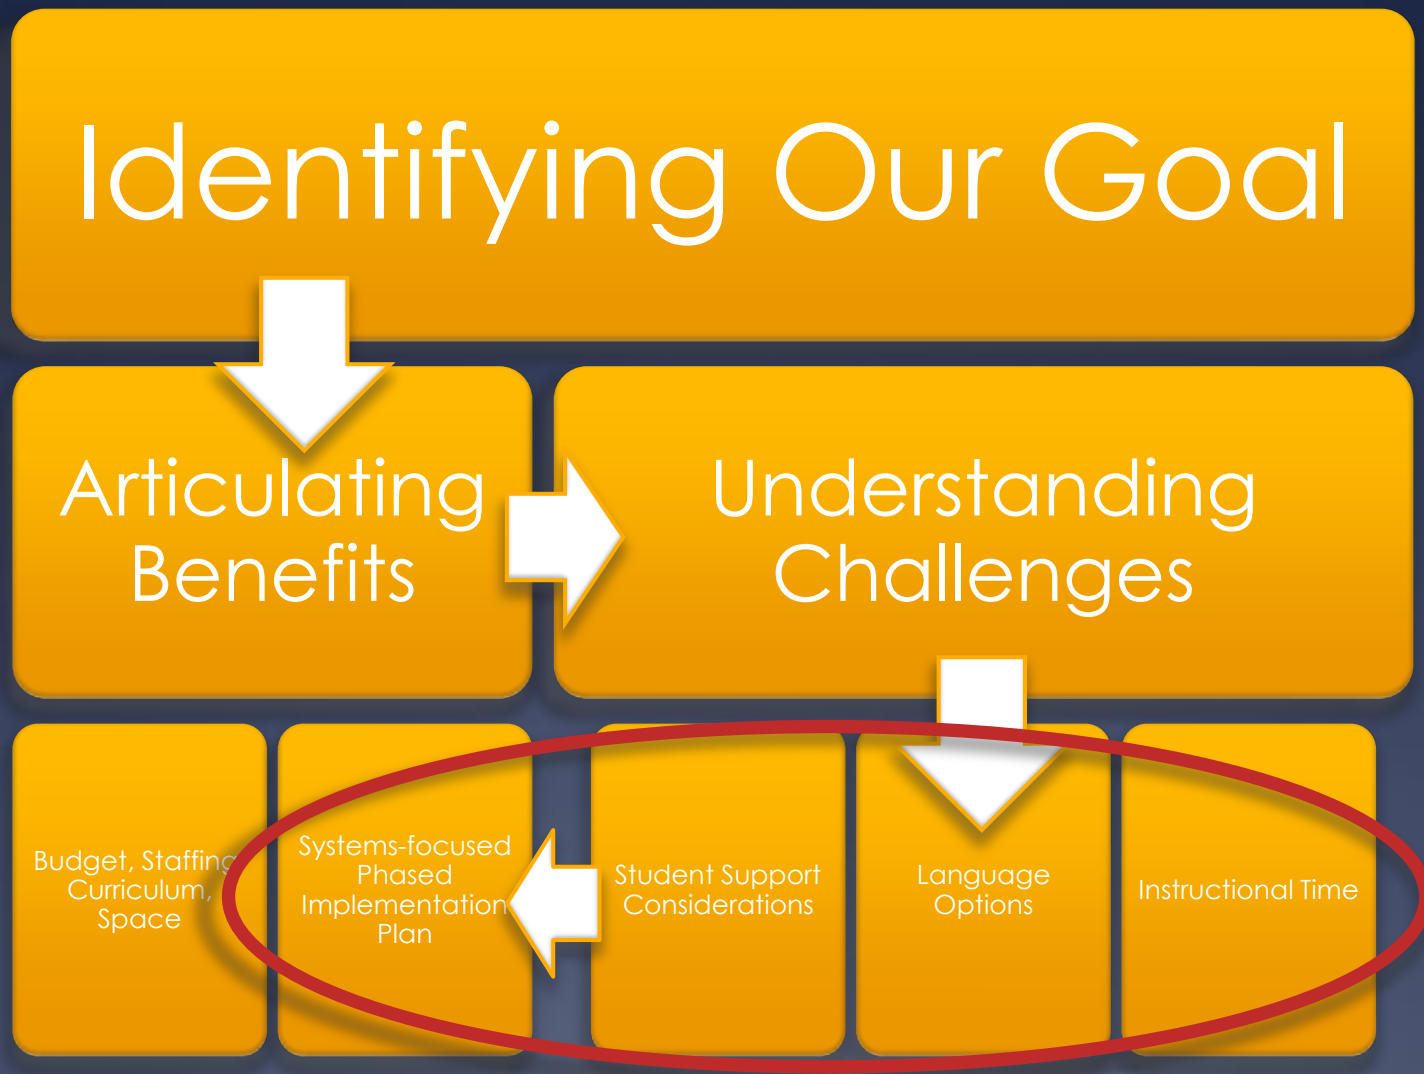 Identifying Our Goal
Articulating
Benefits
Understanding
Challenges
Budget, Staffing,
Curriculum,
Space
Systems-focused
Phased
Implementation
Plan
Student Support
Considerations
Language
Options
Instructional Time